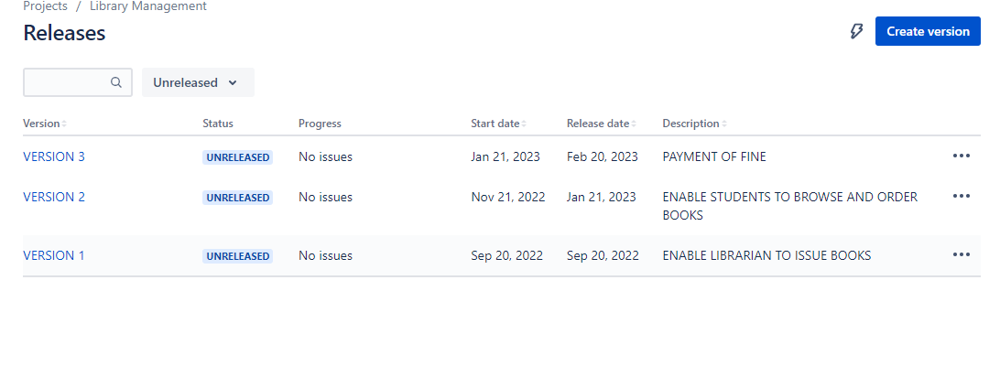 Projects / Library Management
Releases
Create version
Unreleased
Version Status Progress Start date Release date Description
VERSION 3 UNRELEASED No issues Jan 21, 2023 Feb 20, 2023 PAYMENT OF FINE
VERSION 2 UNRELEASED No issues Nov 21, 2022 Jan 21, 2023 ENABLE STUDENTS TO BROWSE AND ORDER
BOOKS
VERSION 1 UNRELEASED No issues Sep 20, 2022 Sep 20, 2022 ENABLE LIBRARIAN TO ISSUE BOOKS